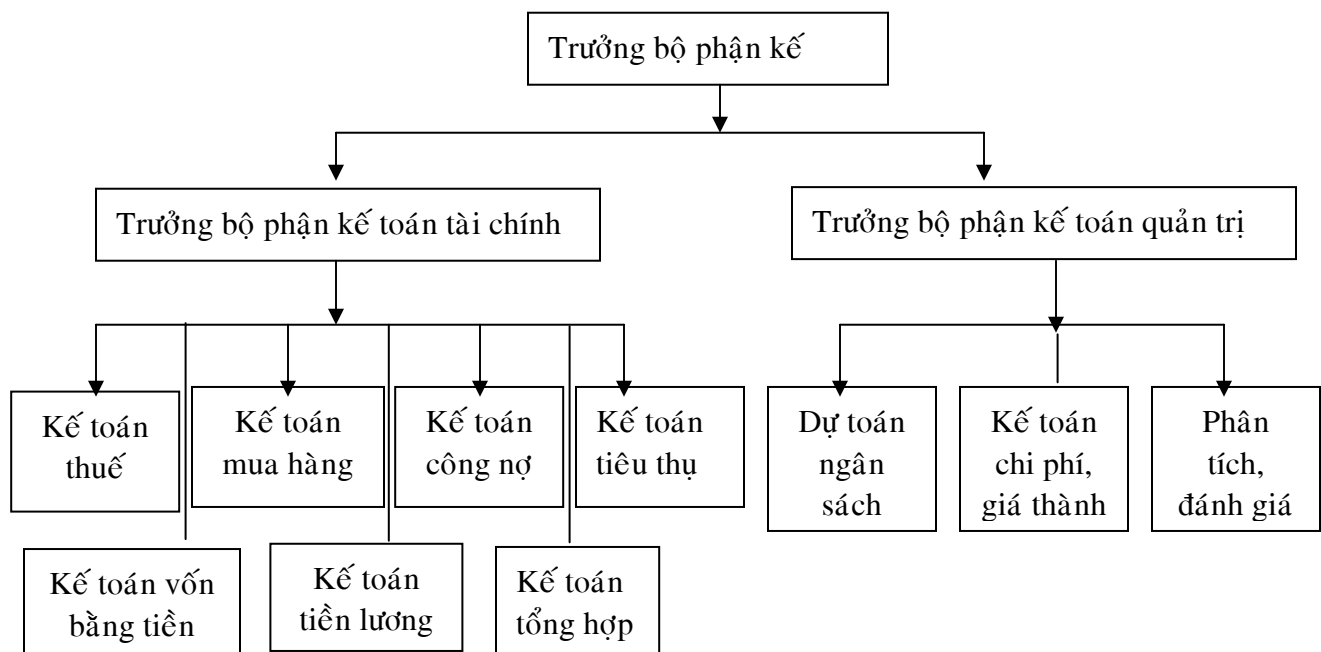 Trưởng bộ phận kế
Trưởng bộ phận kế toán tài chính
Trưởng bộ phận kế toán quản trị
Kế toán
thuế
Kế toán
mua hàng
Kế toán
công nợ
Kế toán
tiêu thụ
Dự toán
ngân
sách
Kế toán
chi phí,
giá thành
Phân
tích,
đánh giá
Kế toán vốn
bằng tiền
Kế toán
tiền lương
Kế toán
tổng hợp